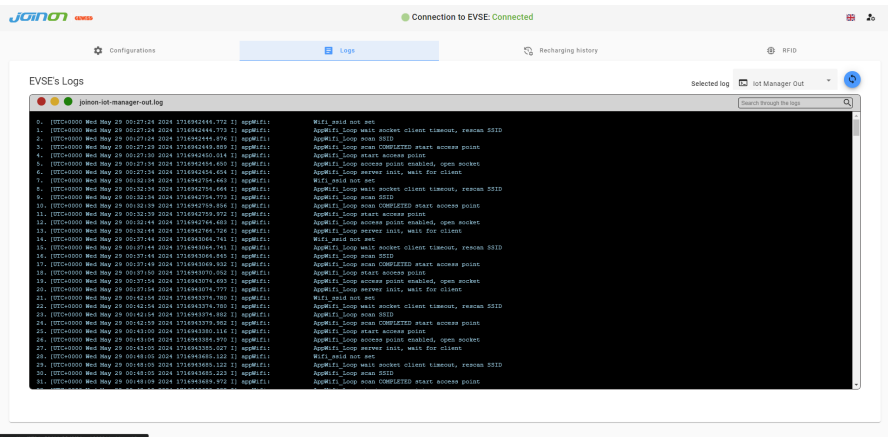 JOINON GEWISS
Connection to EVSE: Connected
Configurations
Logs
Recharging history
RFID
EVSE's Logs
Selected log
Iot Manager Out
joinon-iot-manager-out.log
Search through the logs
0. [UTC+0000 Wed May 29 00:27:24 2024 1716942444.772 I] appWifi: Wifi_ssid not set
1. [UTC+0000 Wed May 29 00:27:24 2024 1716942444.773 I] appWifi: AppWifi_Loop wait socket client timeout, rescan SSID
2. [UTC+0000 Wed May 29 00:27:24 2024 1716942444.876 I] appWifi: AppWifi_Loop scan SSID
3. [UTC+0000 Wed May 29 00:27:29 2024 1716942449.889 I] appWifi: AppWifi_Loop scan COMPLETED start access point
4. [UTC+0000 Wed May 29 00:27:30 2024 1716942450.014 I] appWifi: AppWifi_Loop start access point
5. [UTC+0000 Wed May 29 00:27:34 2024 1716942454.650 I] appWifi: AppWifi_Loop access point enabled, open socket
6. [UTC+0000 Wed May 29 00:27:34 2024 1716942454.654 I] appWifi: AppWifi_Loop server init, wait for client
7. [UTC+0000 Wed May 29 00:32:34 2024 1716942754.663 I] appWifi: Wifi_ssid not set
8. [UTC+0000 Wed May 29 00:32:34 2024 1716942754.664 I] appWifi: AppWifi_Loop wait socket client timeout, rescan SSID
9. [UTC+0000 Wed May 29 00:32:34 2024 1716942754.773 I] appWifi: AppWifi_Loop scan SSID
10. [UTC+0000 Wed May 29 00:32:39 2024 1716942759.856 I] appWifi: AppWifi_Loop scan COMPLETED start access point
11. [UTC+0000 Wed May 29 00:32:39 2024 1716942759.972 I] appWifi: AppWifi_Loop start access point
12. [UTC+0000 Wed May 29 00:32:44 2024 1716942764.683 I] appWifi: AppWifi_Loop access point enabled, open socket
13. [UTC+0000 Wed May 29 00:32:44 2024 1716942764.726 I] appWifi: AppWifi_Loop server init, wait for client
14. [UTC+0000 Wed May 29 00:37:44 2024 1716943064.741 I] appWifi: Wifi_ssid not set
15. [UTC+0000 Wed May 29 00:37:44 2024 1716943064.741 I] appWifi: AppWifi_Loop wait socket client timeout, rescan SSID
16. [UTC+0000 Wed May 29 00:37:44 2024 1716943064.845 I] appWifi: AppWifi_Loop scan SSID
17. [UTC+0000 Wed May 29 00:37:49 2024 1716943069.932 I] appWifi: AppWifi_Loop scan COMPLETED start access point
18. [UTC+0000 Wed May 29 00:37:50 2024 1716943070.052 I] appWifi: AppWifi_Loop start access point
19. [UTC+0000 Wed May 29 00:37:54 2024 1716943074.693 I] appWifi: AppWifi_Loop access point enabled, open socket
20. [UTC+0000 Wed May 29 00:37:54 2024 1716943074.777 I] appWifi: AppWifi_Loop server init, wait for client
21. [UTC+0000 Wed May 29 00:42:54 2024 1716943374.780 I] appWifi: Wifi_ssid not set
22. [UTC+0000 Wed May 29 00:42:54 2024 1716943374.780 I] appWifi: AppWifi_Loop wait socket client timeout, rescan SSID
23. [UTC+0000 Wed May 29 00:42:54 2024 1716943374.882 I] appWifi: AppWifi_Loop scan SSID
24. [UTC+0000 Wed May 29 00:42:59 2024 1716943379.982 I] appWifi: AppWifi_Loop scan COMPLETED start access point
25. [UTC+0000 Wed May 29 00:43:00 2024 1716943380.116 I] appWifi: AppWifi_Loop start access point
26. [UTC+0000 Wed May 29 00:43:04 2024 1716943384.970 I] appWifi: AppWifi_Loop access point enabled, open socket
27. [UTC+0000 Wed May 29 00:43:05 2024 1716943385.027 I] appWifi: AppWifi_Loop server init, wait for client
28. [UTC+0000 Wed May 29 00:48:05 2024 1716943685.122 I] appWifi: Wifi_ssid not set
29. [UTC+0000 Wed May 29 00:48:05 2024 1716943685.122 I] appWifi: AppWifi_Loop wait socket client timeout, rescan SSID
30. [UTC+0000 Wed May 29 00:48:05 2024 1716943685.223 I] appWifi: AppWifi_Loop scan SSID
31. [UTC+0000 Wed May 29 00:48:09 2024 1716943689.972 I] appWifi: AppWifi_Loop scan COMPLETED start access point